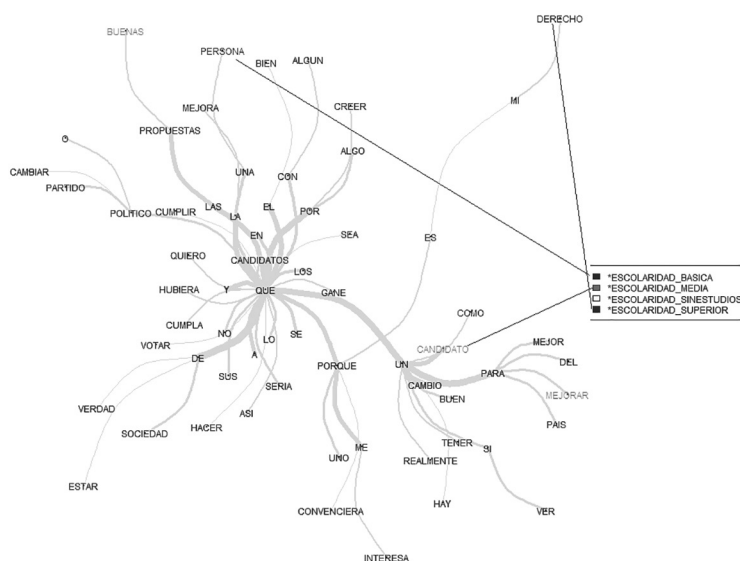 DERECHO
BUENAS
PERSONA
BIEN
ALGUN
MEJORA
CREER
MI
PROPUESTAS
O
ALGO
CAMBIAR
UNA
CON
PARTIDO
POLITICO
CUMPLIR
LAS
LA
EL
POR
EN
SEA
ES
QUIERO
CANDIDATOS
LOS
*ESCOLARIDAD_BASICA
*ESCOLARIDAD_MEDIA
*ESCOLARIDAD_SINESTUDIOS
*ESCOLARIDAD_SUPERIOR
HUBIERA
Y
QUE
GANE
CUMPLA
COMO
VOTAR
NO
LO
SE
DE
A
CANDIDATO
MEJOR
PORQUE
UN
DEL
SUS
SERIA
CAMBIO
PARA
BUEN
MEJORAR
VERDAD
ASI
SOCIEDAD
HACER
PAIS
UNO
ME
TENER
SI
REALMENTE
ESTAR
CONVENCIERA
HAY
VER
INTERESA